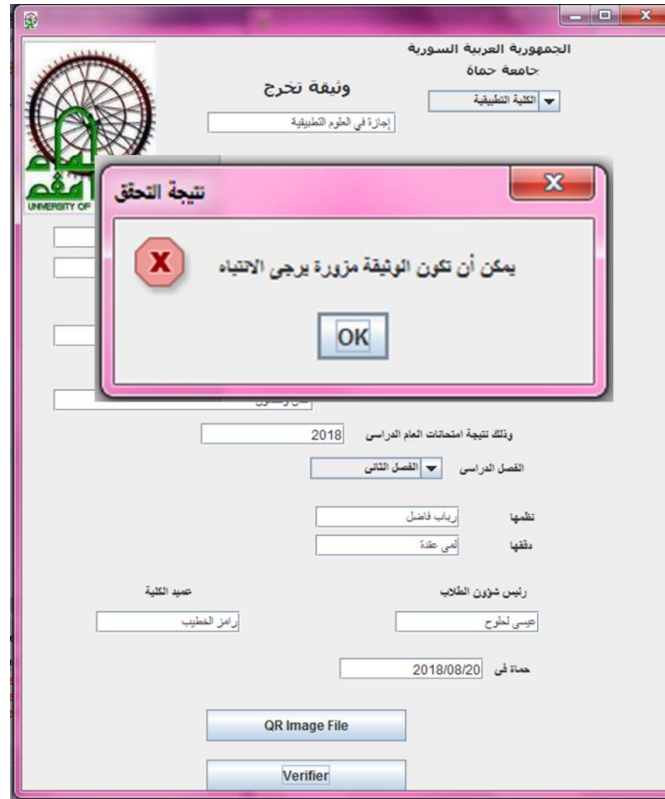 الجمهورية العربية السورية
جامعة حماة
الكلية التطبيقية
وثيقة تخرج
إجازة في العلوم التطبيقية
UNIVERSITY OF
نتيجة التحقق
يمكن أن تكون الوثيقة مزورة يرجى الانتباه
OK
وذلك نتيجة امتحانات العام الدراسي 2018
الفصل الدراسي الفصل الثاني
نظمها رباب فاضل
دققها لمى عقدة
رئيس شؤون الطلاب عميد الكلية
عيسى لحلوح رامز الخطيب
حماة في 2018/08/20
QR Image File
Verifier